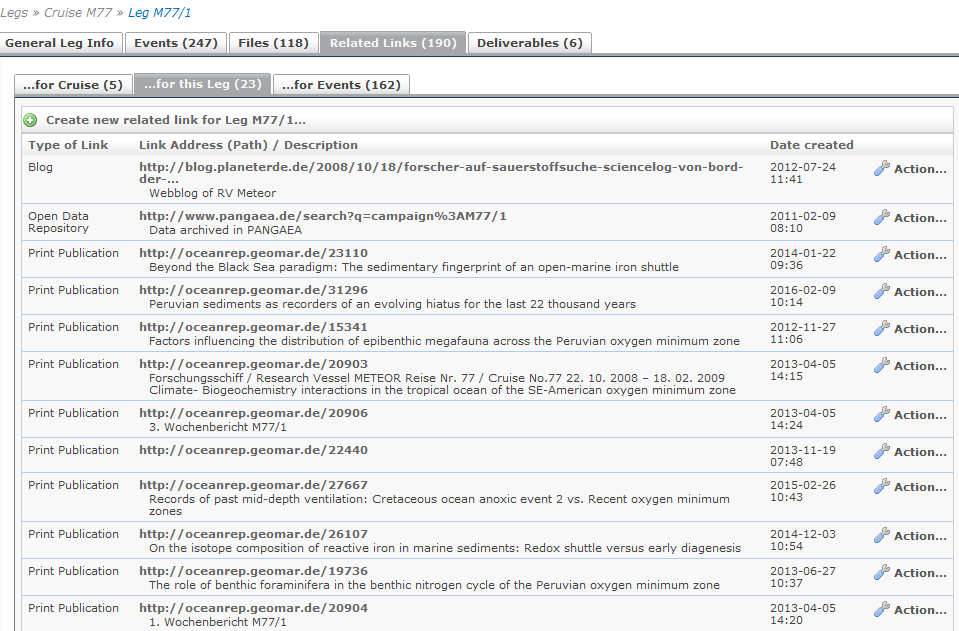 Legs » Cruise M77 » Leg M77/1
General Leg Info Events (247) Files (118) Related Links (190) Deliverables (6)
...for Cruise (5) ...for this Leg (23) ...for Events (162)
Create new related link for Leg M77/1...
Type of Link Link Address (Path) / Description Date created
Blog http://blog.planeterde.de/2008/10/18/forscher-auf-sauerstoffsuche-sciencelog-von-bord- 2012-07-24 Action...
der-... 11:41
Webblog of RV Meteor
Open Data http://www.pangaea.de/search?q=campaign%3AM77/1 2011-02-09 Action...
Repository Data archived in PANGAEA 08:10
Print Publication http://oceanrep.geomar.de/23110 2014-01-22 Action...
Beyond the Black Sea paradigm: The sedimentary fingerprint of an open-marine iron shuttle 09:36
Print Publication http://oceanrep.geomar.de/31296 2016-02-09 Action...
Peruvian sediments as recorders of an evolving hiatus for the last 22 thousand years 10:14
Print Publication http://oceanrep.geomar.de/15341 2012-11-27 Action...
Factors influencing the distribution of epibenthic megafauna across the Peruvian oxygen minimum zone 11:06
Print Publication http://oceanrep.geomar.de/20903 2013-04-05 Action...
Forschungsschiff / Research Vessel METEOR Reise Nr. 77 / Cruise No.77 22. 10. 2008 – 18. 02. 2009 14:15
Climate- Biogeochemistry interactions in the tropical ocean of the SE-American oxygen minimum zone
Print Publication http://oceanrep.geomar.de/20906 2013-04-05 Action...
3. Wochenbericht M77/1 14:24
Print Publication http://oceanrep.geomar.de/22440 2013-11-19 Action...
07:48
Print Publication http://oceanrep.geomar.de/27667 2015-02-26 Action...
Records of past mid-depth ventilation: Cretaceous ocean anoxic event 2 vs. Recent oxygen minimum 10:43
zones
Print Publication http://oceanrep.geomar.de/26107 2014-12-03 Action...
On the isotope composition of reactive iron in marine sediments: Redox shuttle versus early diagenesis 10:54
Print Publication http://oceanrep.geomar.de/19736 2013-06-27 Action...
The role of benthic foraminifera in the benthic nitrogen cycle of the Peruvian oxygen minimum zone 10:37
Print Publication http://oceanrep.geomar.de/20904 2013-04-05 Action...
1. Wochenbericht M77/1 14:20